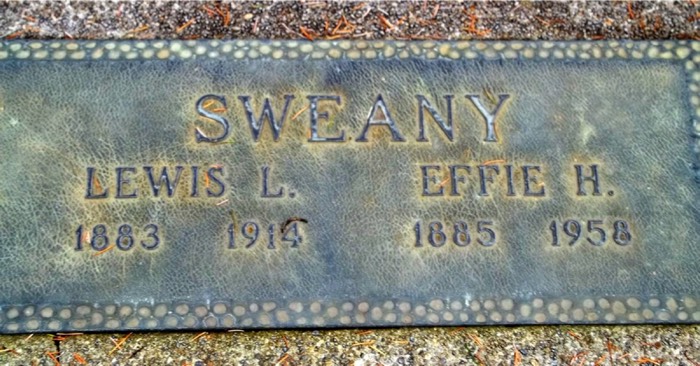 SWEANY
LEWIS L. EFFIE H.
1883 1914 1885 1958